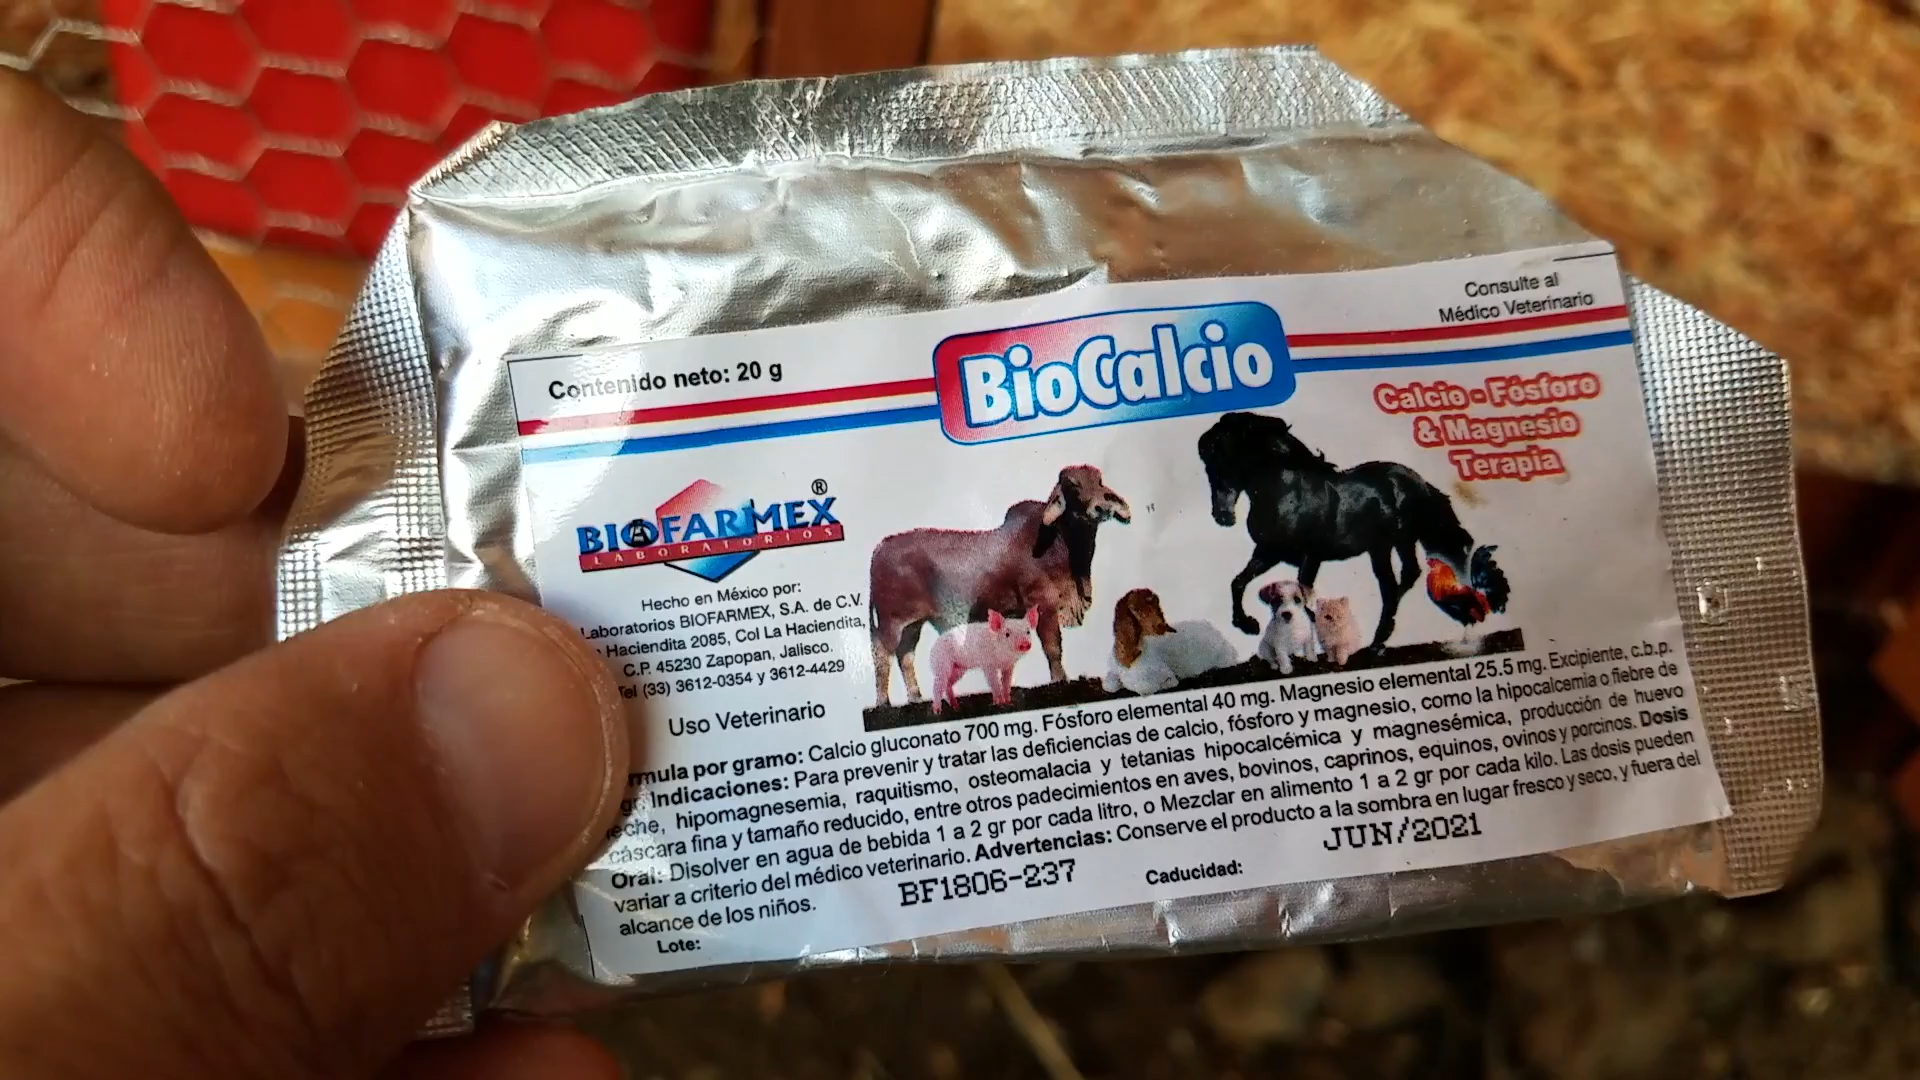 Consulte al
Médico Veterinario
Contenido neto: 20 g
BioCalcio
Calcio - Fósforo
& Magnesio
Terapia
BIOFARMEX ®
LABORATORIOS
Hecho en México por:
Laboratorios BIOFARMEX, S.A. de C.V.
Haciendita 2085, Col La Haciendita,
C.P. 45230 Zapopan, Jalisco.
Tel (33) 3612-0354 y 3612-4429
Uso Veterinario
rmula por gramo: Calcio gluconato 700 mg. Fósforo elemental 40 mg. Magnesio elemental 25.5 mg. Excipiente, c.b.p.
g. Indicaciones: Para prevenir y tratar las deficiencias de calcio, fósforo y magnesio, como la hipocalcemia o fiebre de
leche, hipomagnesemia, raquitismo, osteomalacia y tetanias hipocalcémica y magnesémica, producción de huevo
cáscara fina y tamaño reducido, entre otros padecimientos en aves, bovinos, caprinos, equinos, ovinos y porcinos. Dosis
Oral: Disolver en agua de bebida 1 a 2 gr por cada litro, o Mezclar en alimento 1 a 2 gr por cada kilo. Las dosis pueden
variar a criterio del médico veterinario. Advertencias: Conserve el producto a la sombra en lugar fresco y seco, y fuera del
alcance de los niños.
Lote: BF1806-237 Caducidad: JUN/2021